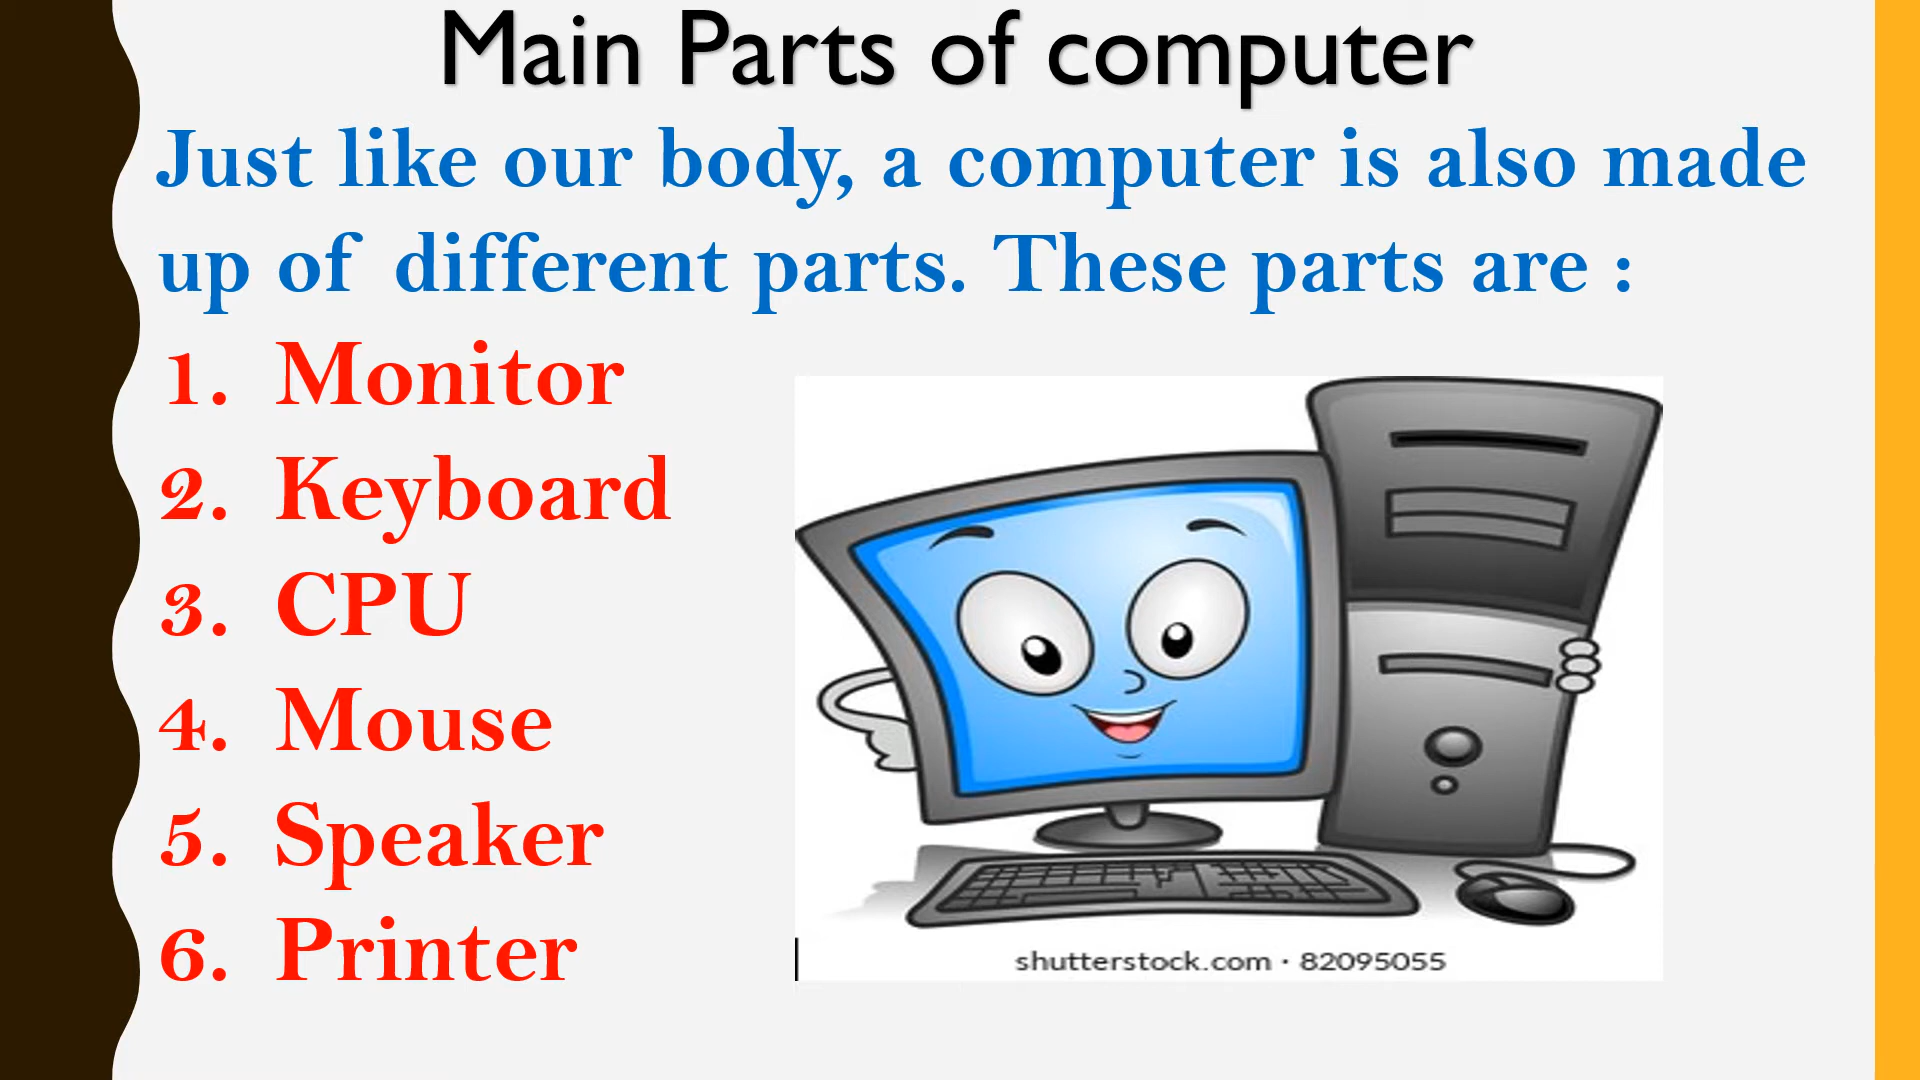 Main Parts of computer
Just like our body, a computer is also made
up of different parts. These parts are :
1. Monitor
2. Keyboard
3. CPU
4. Mouse
5. Speaker
6. Printer
shutterstock.com · 82095055